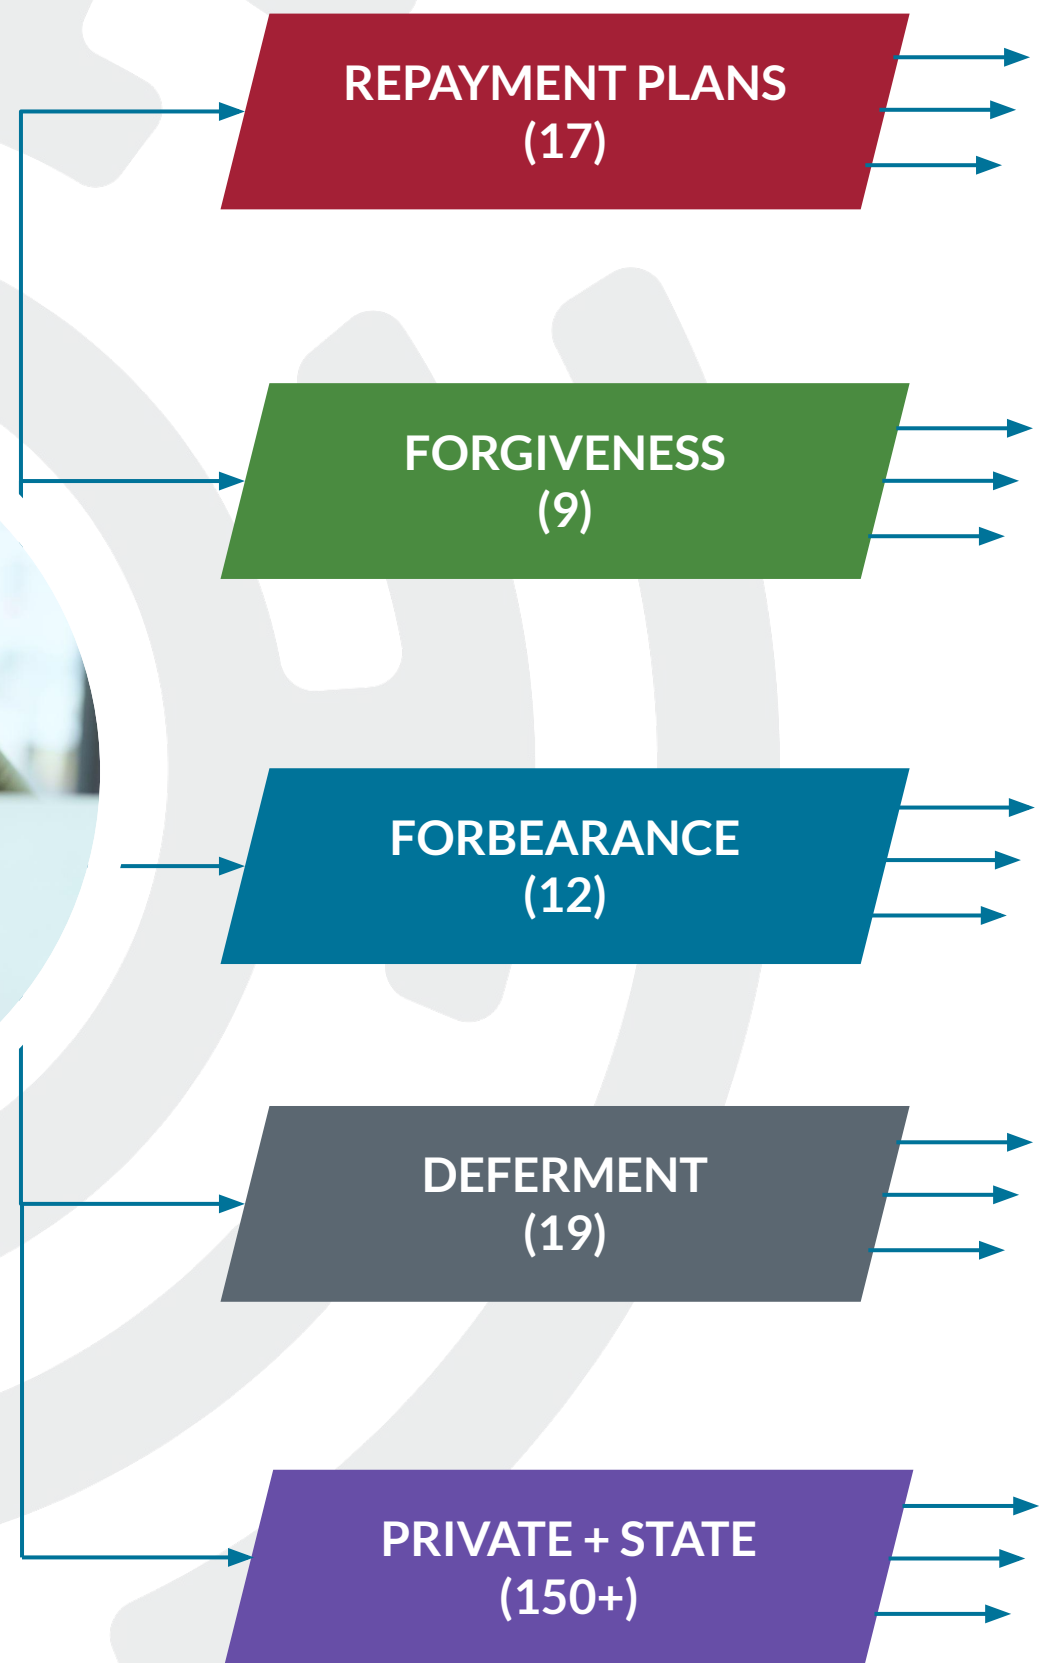 REPAYMENT PLANS
(17)
FORGIVENESS
(9)
FORBEARANCE
(12)
DEFERMENT
(19)
PRIVATE + STATE
(150+)